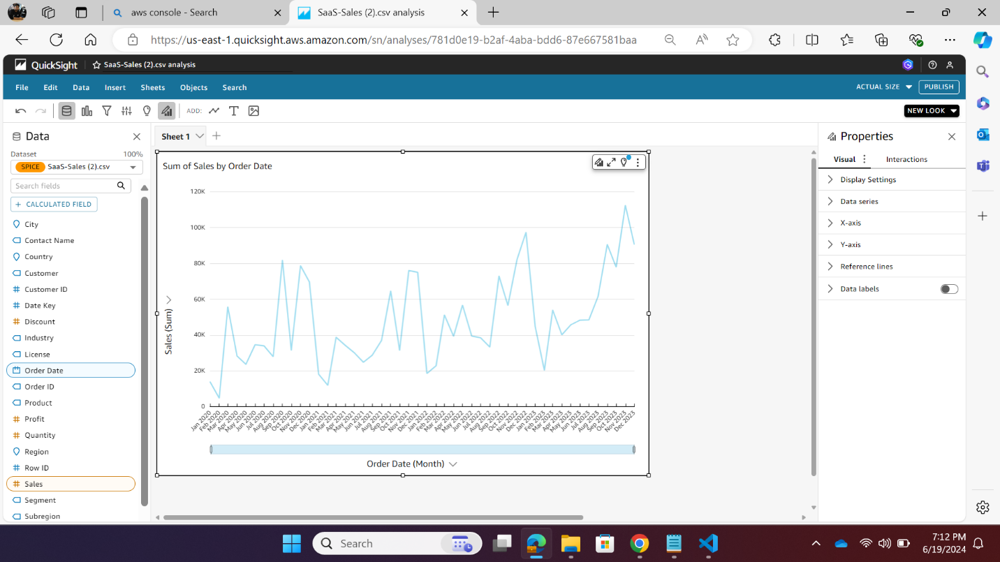 aws console - Search
SaaS-Sales (2).csv analysis
https://us-east-1.quicksight.aws.amazon.com/sn/analyses/781d0e19-b2af-4aba-bdd6-87e667581baa
QuickSight
SaaS-Sales (2).csv analysis
File Edit Data Insert Sheets Objects Search
ACTUAL SIZE
PUBLISH
ADD:
NEW LOOK
Data
Dataset 100%
SPICE SaaS-Sales (2).csv
Search fields
+ CALCULATED FIELD
City
Contact Name
Country
Customer
Customer ID
Date Key
Discount
Industry
License
Order Date
Order ID
Product
Profit
Quantity
Region
Row ID
Sales
Segment
Subregion
Sheet 1
Sum of Sales by Order Date
120K
100K
80K
60K
40K
20K
0
Sales (Sum)
Jan 2020
Feb 2020
Mar 2020
Apr 2020
May 2020
Jun 2020
Jul 2020
Aug 2020
Sep 2020
Oct 2020
Nov 2020
Dec 2020
Jan 2021
Feb 2021
Mar 2021
Apr 2021
May 2021
Jun 2021
Jul 2021
Aug 2021
Sep 2021
Oct 2021
Nov 2021
Dec 2021
Jan 2022
Feb 2022
Mar 2022
Apr 2022
May 2022
Jun 2022
Jul 2022
Aug 2022
Sep 2022
Oct 2022
Nov 2022
Dec 2022
Jan 2023
Feb 2023
Mar 2023
Apr 2023
May 2023
Jun 2023
Jul 2023
Aug 2023
Sep 2023
Oct 2023
Nov 2023
Dec 2023
Order Date (Month)
Properties
Visual
Interactions
Display Settings
Data series
X-axis
Y-axis
Reference lines
Data labels
Search
7:12 PM
6/19/2024